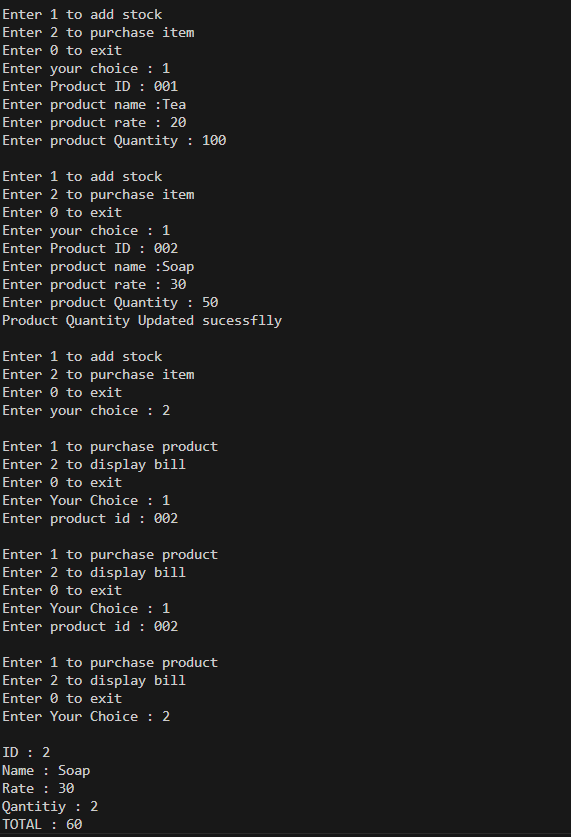 Enter 1 to add stock
Enter 2 to purchase item
Enter 0 to exit
Enter your choice : 1
Enter Product ID : 001
Enter product name :Tea
Enter product rate : 20
Enter product Quantity : 100
Enter 1 to add stock
Enter 2 to purchase item
Enter 0 to exit
Enter your choice : 1
Enter Product ID : 002
Enter product name :Soap
Enter product rate : 30
Enter product Quantity : 50
Product Quantity Updated sucessflly
Enter 1 to add stock
Enter 2 to purchase item
Enter 0 to exit
Enter your choice : 2
Enter 1 to purchase product
Enter 2 to display bill
Enter 0 to exit
Enter Your Choice : 1
Enter product id : 002
Enter 1 to purchase product
Enter 2 to display bill
Enter 0 to exit
Enter Your Choice : 1
Enter product id : 002
Enter 1 to purchase product
Enter 2 to display bill
Enter 0 to exit
Enter Your Choice : 2
ID : 2
Name : Soap
Rate : 30
Qantitiy : 2
TOTAL : 60